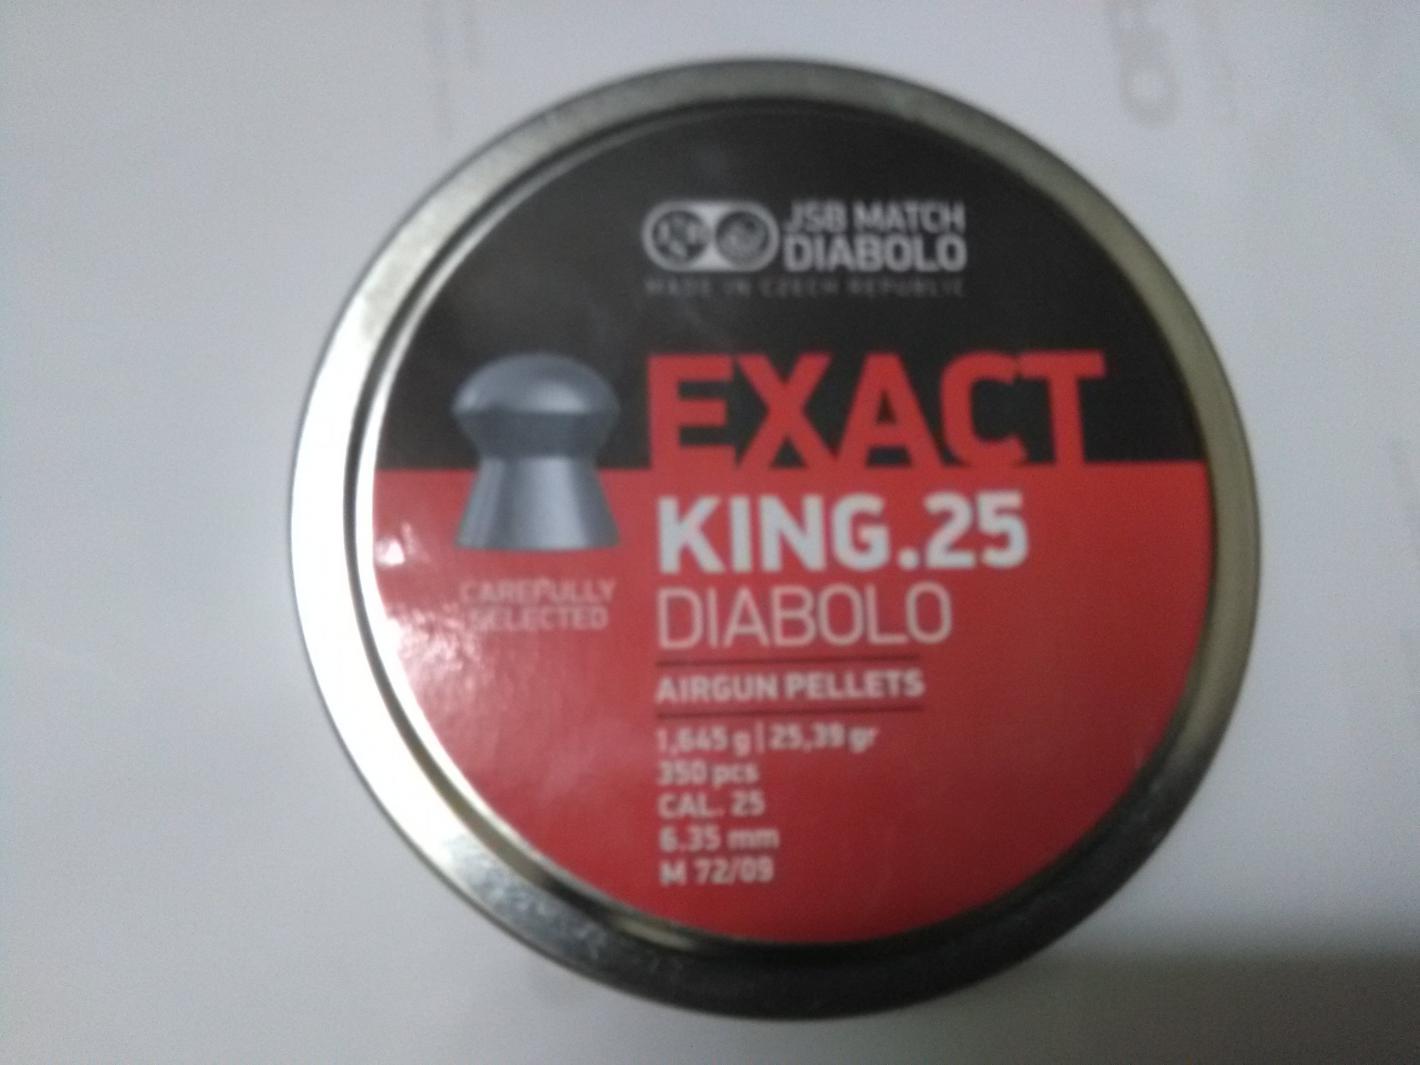 JSB MATCH
DIABOLO
MADE IN CZECH REPUBLIC
EXACT
KING.25
DIABOLO
CAREFULLY
SELECTED
AIRGUN PELLETS
1,645 g | 25,39 gr
350 pcs
CAL. 25
6.35 mm
M 72/09